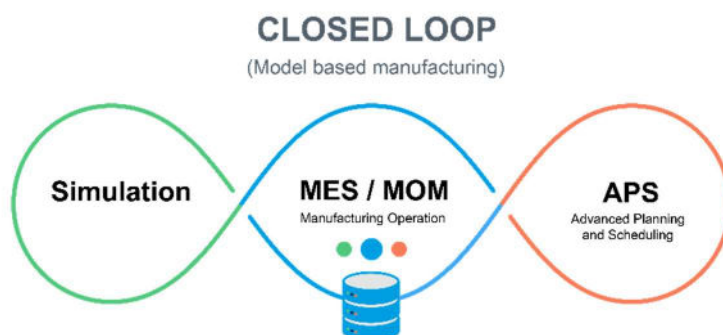 CLOSED LOOP
(Model based manufacturing)
Simulation
MES / MOM
Manufacturing Operation
APS
Advanced Planning
and Scheduling